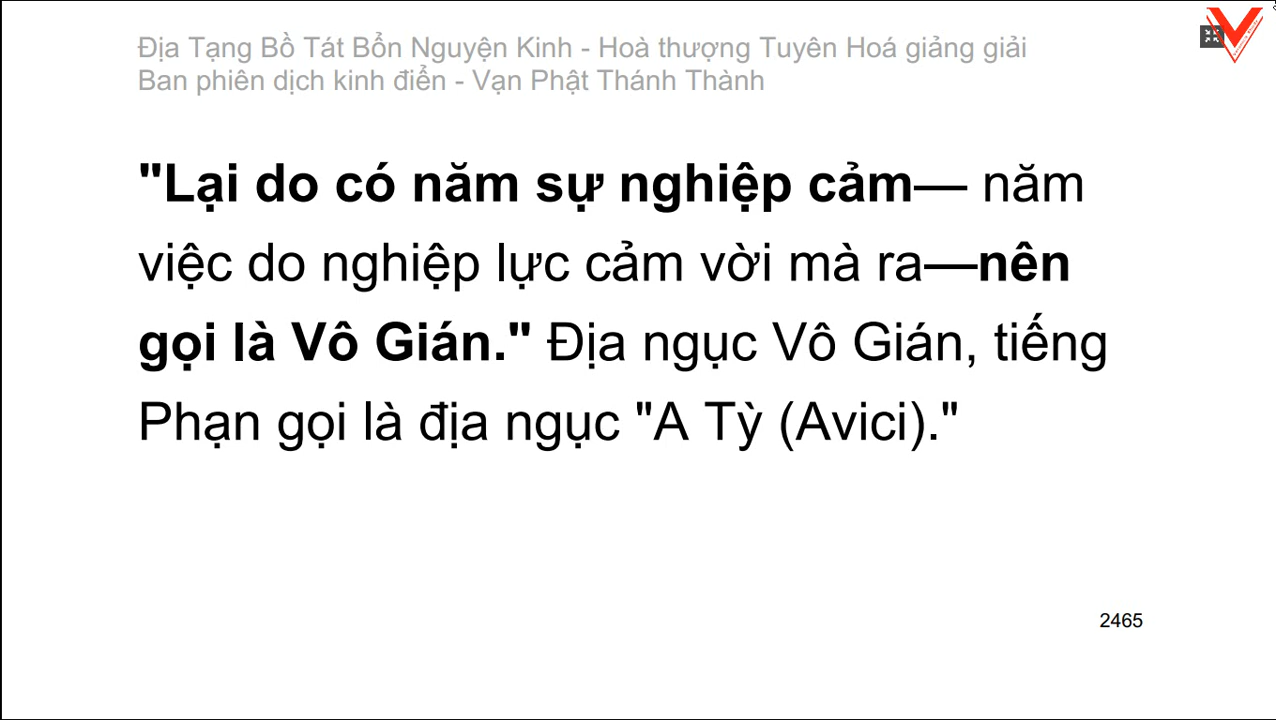 Địa Tạng Bồ Tát Bổn Nguyện Kinh - Hoà thượng Tuyên Hoá giảng giải
Ban phiên dịch kinh điển - Vạn Phật Thánh Thành
"Lại do có năm sự nghiệp cảm— năm
việc do nghiệp lực cảm vời mà ra—nên
gọi là Vô Gián." Địa ngục Vô Gián, tiếng
Phạn gọi là địa ngục "A Tỳ (Avici)."
2465